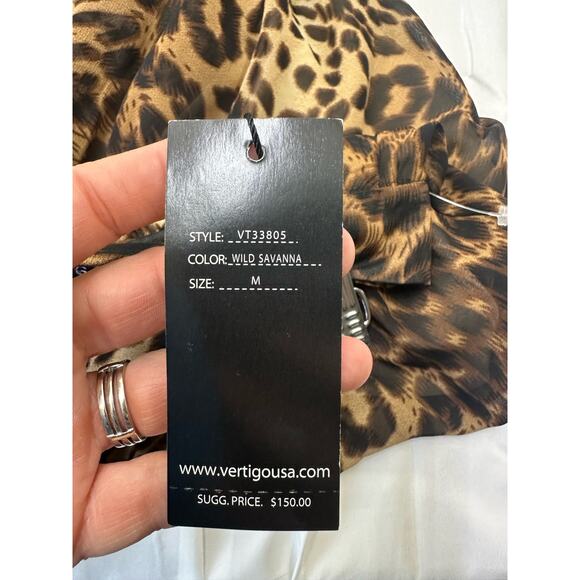 STYLE: VT33805
COLOR: WILD SAVANNA
SIZE: M
www.vertigousa.com
SUGG. PRICE. $150.00